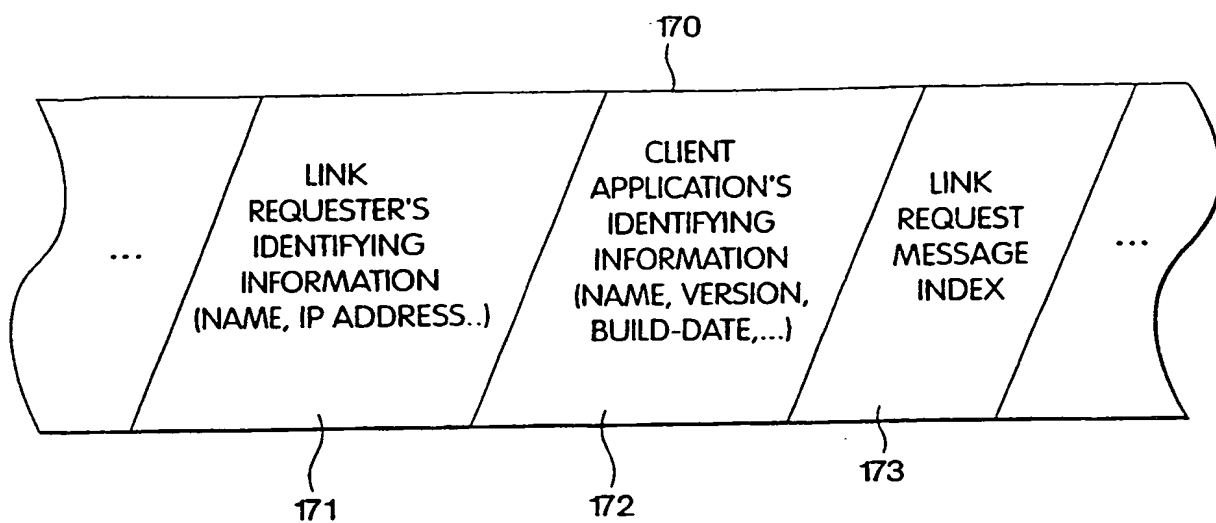 170
...
LINK
REQUESTER'S
IDENTIFYING
INFORMATION
(NAME, IP ADDRESS..)
CLIENT
APPLICATION'S
IDENTIFYING
INFORMATION
(NAME, VERSION,
BUILD-DATE,...)
LINK
REQUEST
MESSAGE
INDEX
...
171
172
173